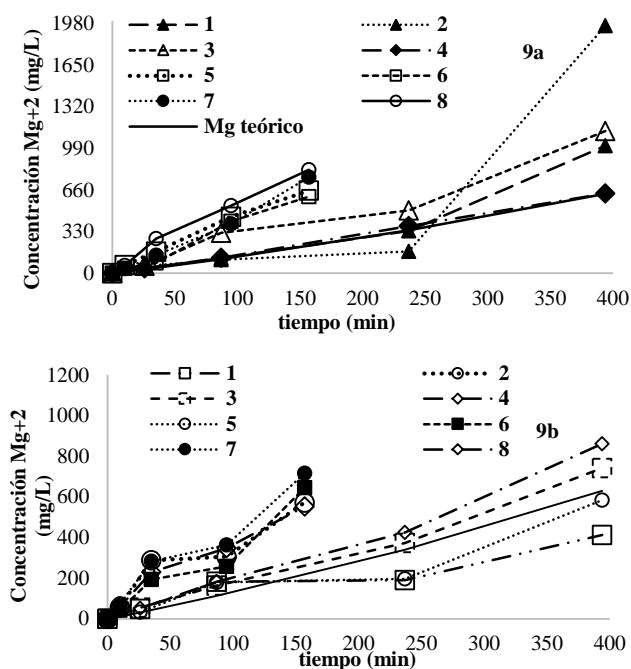 1980
1650
1320
990
660
330
0
Concentración Mg+2 (mg/L)
1 2
3 4
5 6
7 8
Mg teórico
9a
0 50 100 150 200 250 300 350 400
tiempo (min)
1200
1000
800
600
400
200
0
Concentración Mg+2
(mg/L)
1 2
3 4
5 6
7 8
9b
0 50 100 150 200 250 300 350 400
tiempo (min)